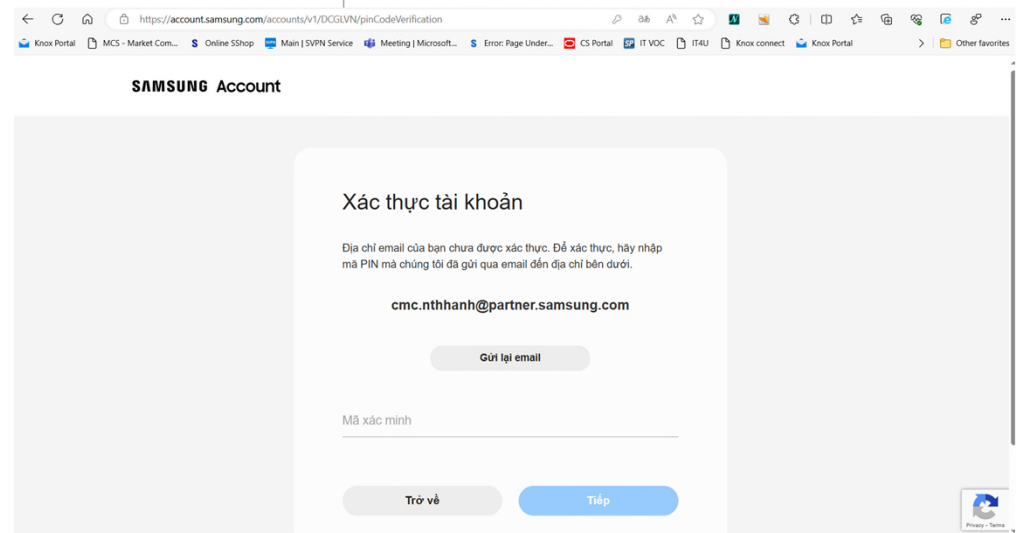 https://account.samsung.com/accounts/v1/DCGLVN/pinCodeVerification
Knox Portal MCS - Market Com... S Online SShop Main | SVPN Service Meeting | Microsoft... S Error: Page Under... CS Portal SP IT VOC IT4U Knox connect Knox Portal Other favorites
SAMSUNG Account
Xác thực tài khoản
Địa chỉ email của bạn chưa được xác thực. Để xác thực, hãy nhập
mã PIN mà chúng tôi đã gửi qua email đến địa chỉ bên dưới.
cmc.nthhanh@partner.samsung.com
Gửi lại email
Mã xác minh
Trở về Tiếp
Privacy - Terms